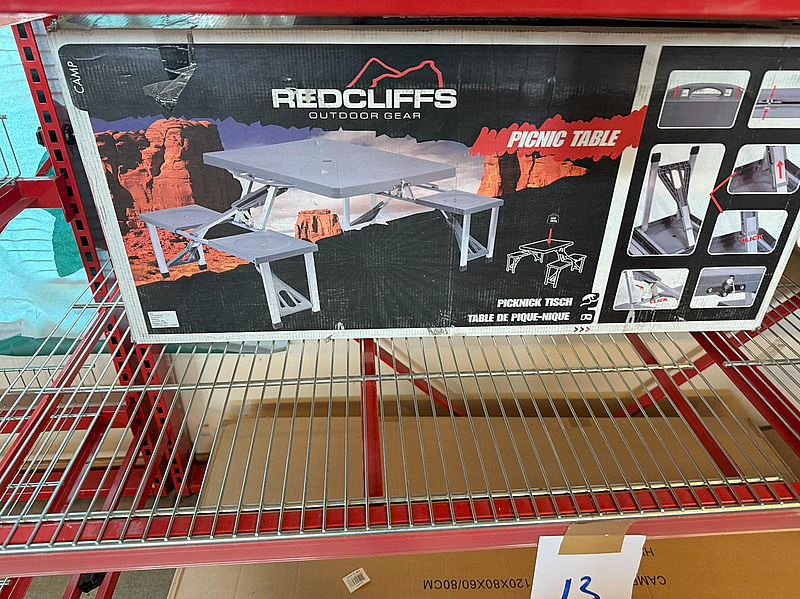 CAMP
REDCLIFFS
OUTDOOR GEAR
PICNIC TABLE
CLICK
CLICK
PICKNICK TISCH
TABLE DE PIQUE-NIQUE
>>>
120X80X60/80CM
13